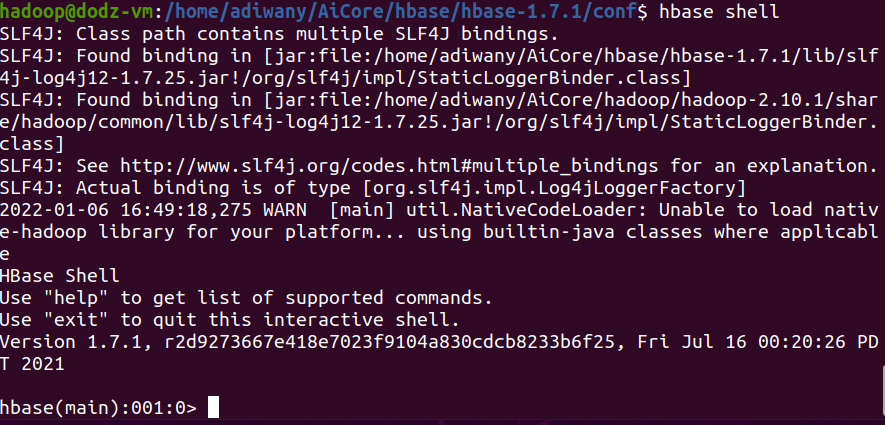 hadoop@dodz-vm:/home/adiwany/AiCore/hbase/hbase-1.7.1/conf$ hbase shell
SLF4J: Class path contains multiple SLF4J bindings.
SLF4J: Found binding in [jar:file:/home/adiwany/AiCore/hbase/hbase-1.7.1/lib/slf
4j-log4j12-1.7.25.jar!/org/slf4j/impl/StaticLoggerBinder.class]
SLF4J: Found binding in [jar:file:/home/adiwany/AiCore/hadoop/hadoop-2.10.1/shar
e/hadoop/common/lib/slf4j-log4j12-1.7.25.jar!/org/slf4j/impl/StaticLoggerBinder.
class]
SLF4J: See http://www.slf4j.org/codes.html#multiple_bindings for an explanation.
SLF4J: Actual binding is of type [org.slf4j.impl.Log4jLoggerFactory]
2022-01-06 16:49:18,275 WARN  [main] util.NativeCodeLoader: Unable to load nativ
e-hadoop library for your platform... using builtin-java classes where applicabl
e
HBase Shell
Use "help" to get list of supported commands.
Use "exit" to quit this interactive shell.
Version 1.7.1, r2d9273667e418e7023f9104a830cdcb8233b6f25, Fri Jul 16 00:20:26 PD
T 2021
hbase(main):001:0>